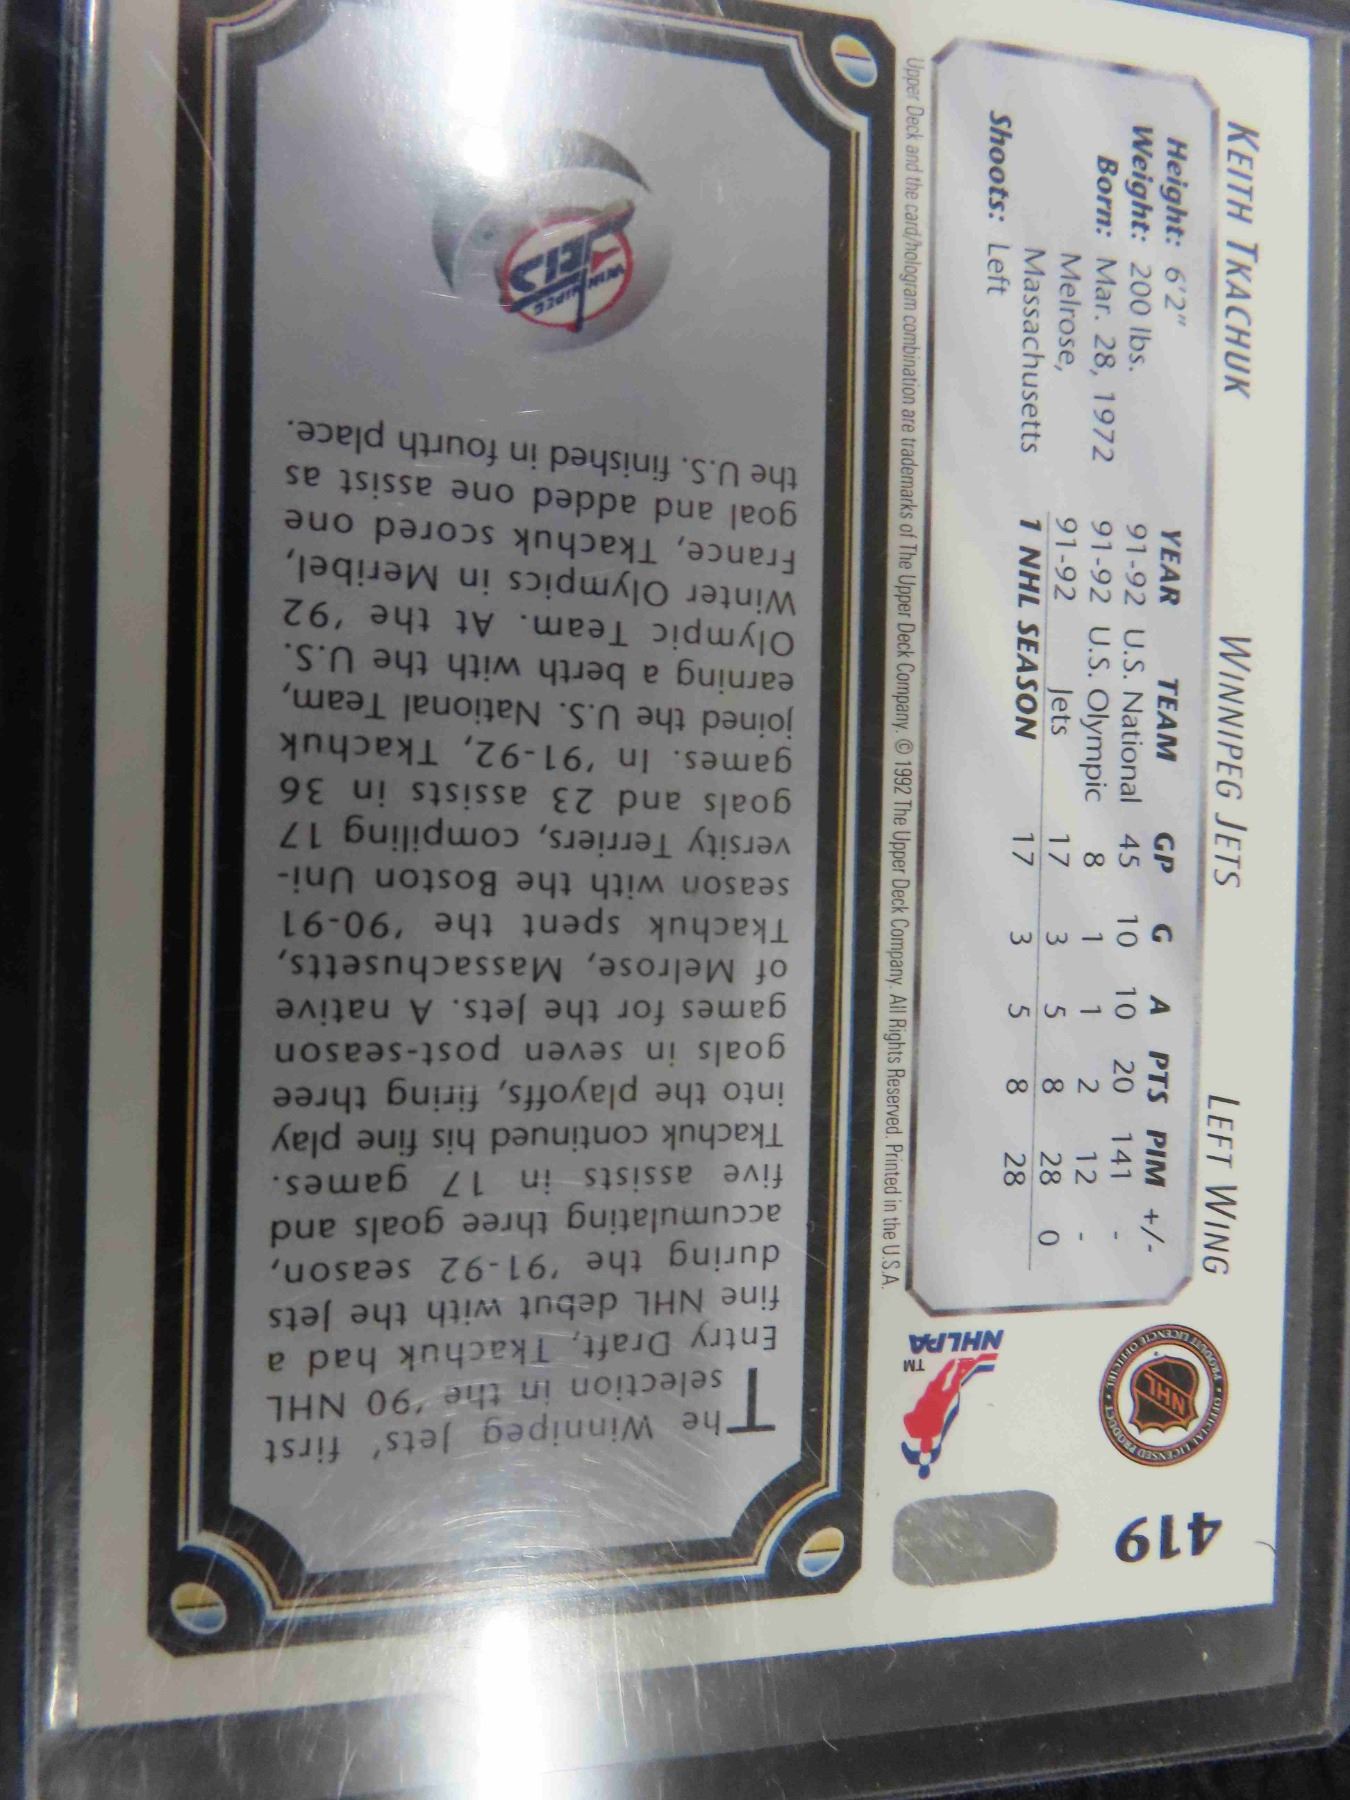 KEITH TKACHUK WINNIPEG JETS LEFT WING
Height: 6'2"
Weight: 200 lbs.
Born: Mar. 28, 1972
Melrose,
Massachusetts
Shoots: Left
YEAR TEAM GP G A PTS PIM +/-
91-92 U.S. National 45 10 10 20 141 -
91-92 U.S. Olympic 8 1 1 2 12 -
91-92 Jets 17 3 5 8 28 0
1 NHL SEASON 17 3 5 8 28
Upper Deck and the card/hologram combination are trademarks of The Upper Deck Company. © 1992 The Upper Deck Company. All Rights Reserved. Printed in the U.S.A.
419
NHL
OFFICIAL LICENSED PRODUCT • PRODUIT LICENCIE OFFICIEL •
NHLPA
TM
The Winnipeg Jets' first
selection in the '90 NHL
Entry Draft, Tkachuk had a
fine NHL debut with the Jets
during the '91-92 season,
accumulating three goals and
five assists in 17 games.
Tkachuk continued his fine play
into the playoffs, firing three
goals in seven post-season
games for the Jets. A native
of Melrose, Massachusetts,
Tkachuk spent the '90-91
season with the Boston Uni-
versity Terriers, compiling 17
goals and 23 assists in 36
games. In '91-92, Tkachuk
joined the U.S. National Team,
earning a berth with the U.S.
Olympic Team. At the '92
Winter Olympics in Meribel,
France, Tkachuk scored one
goal and added one assist as
the U.S. finished in fourth place.
WINNIPEG
JETS